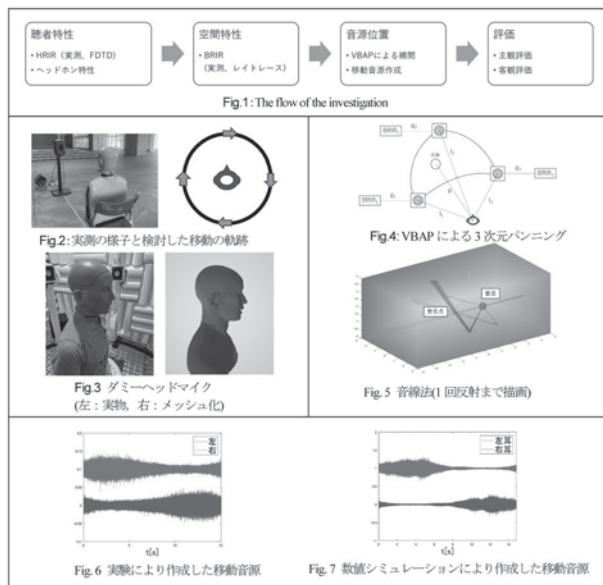 聴者特性
• HRIR（実測、FDTD）
• ヘッドホン特性
空間特性
• BRIR
（実測、レイトレース）
音源位置
• VBAPによる補間
• 移動音源作成
評価
• 主観評価
• 客観評価
Fig.1: The flow of the investigation
Fig.2: 実測の様子と検討した移動の軌跡
Fig.3 ダミーヘッドマイク
(左：実物，右：メッシュ化)
Fig.4: VBAP による 3 次元パンニング
受音点
音源
Fig. 5 音線法(1 回反射まで描画)
左
右
t[s]
Fig. 6 実験により作成した移動音源
左耳
右耳
t[s]
Fig. 7 数値シミュレーションにより作成した移動音源